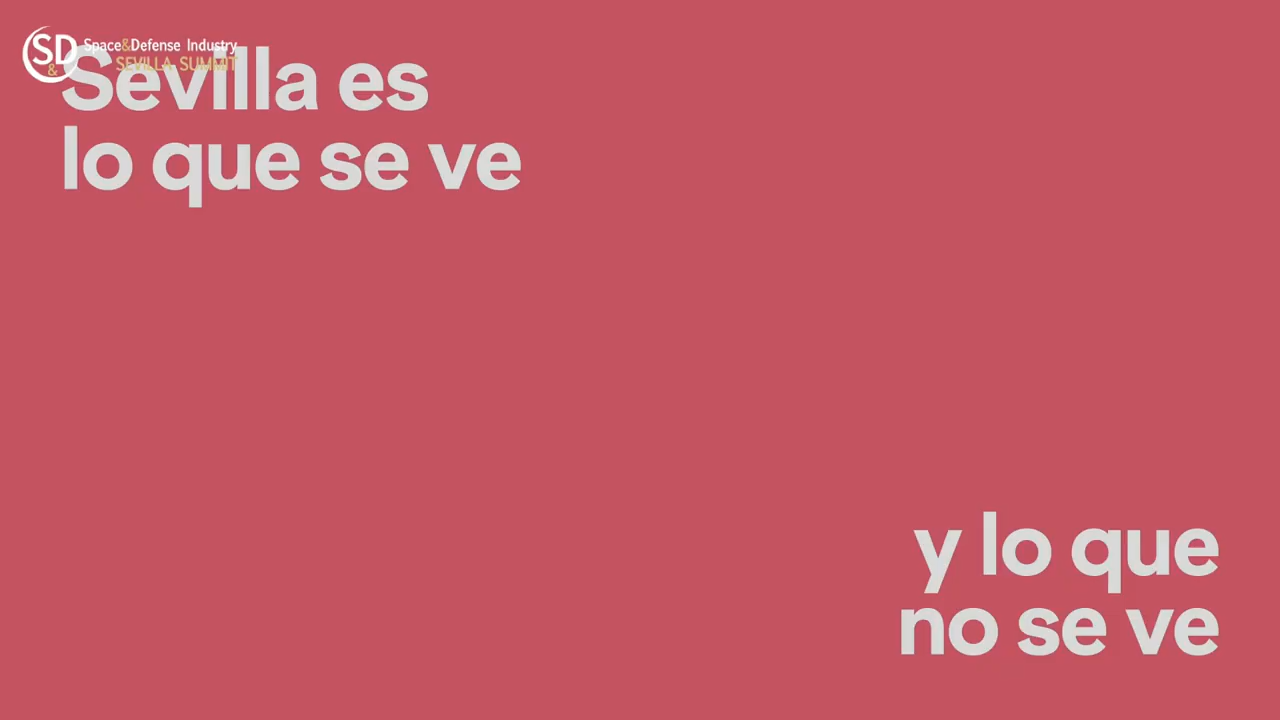 S&D Space&Defense Industry
SEVILLA SUMMIT
Sevilla es
lo que se ve
y lo que
no se ve